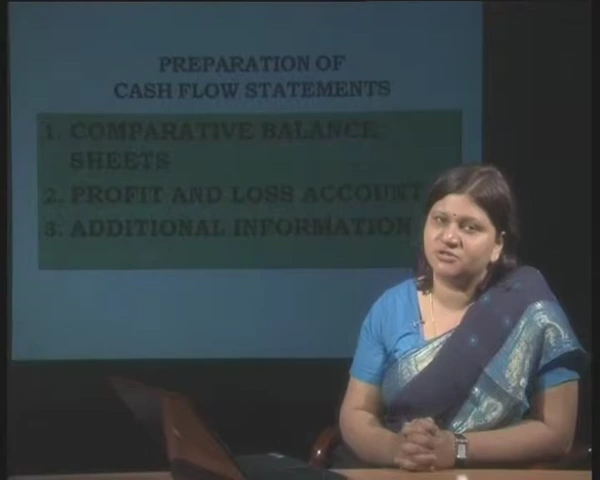 PREPARATION OF
CASH FLOW STATEMENTS
1. COMPARATIVE BALANCE
SHEETS
2. PROFIT AND LOSS ACCOUNT
3. ADDITIONAL INFORMATION